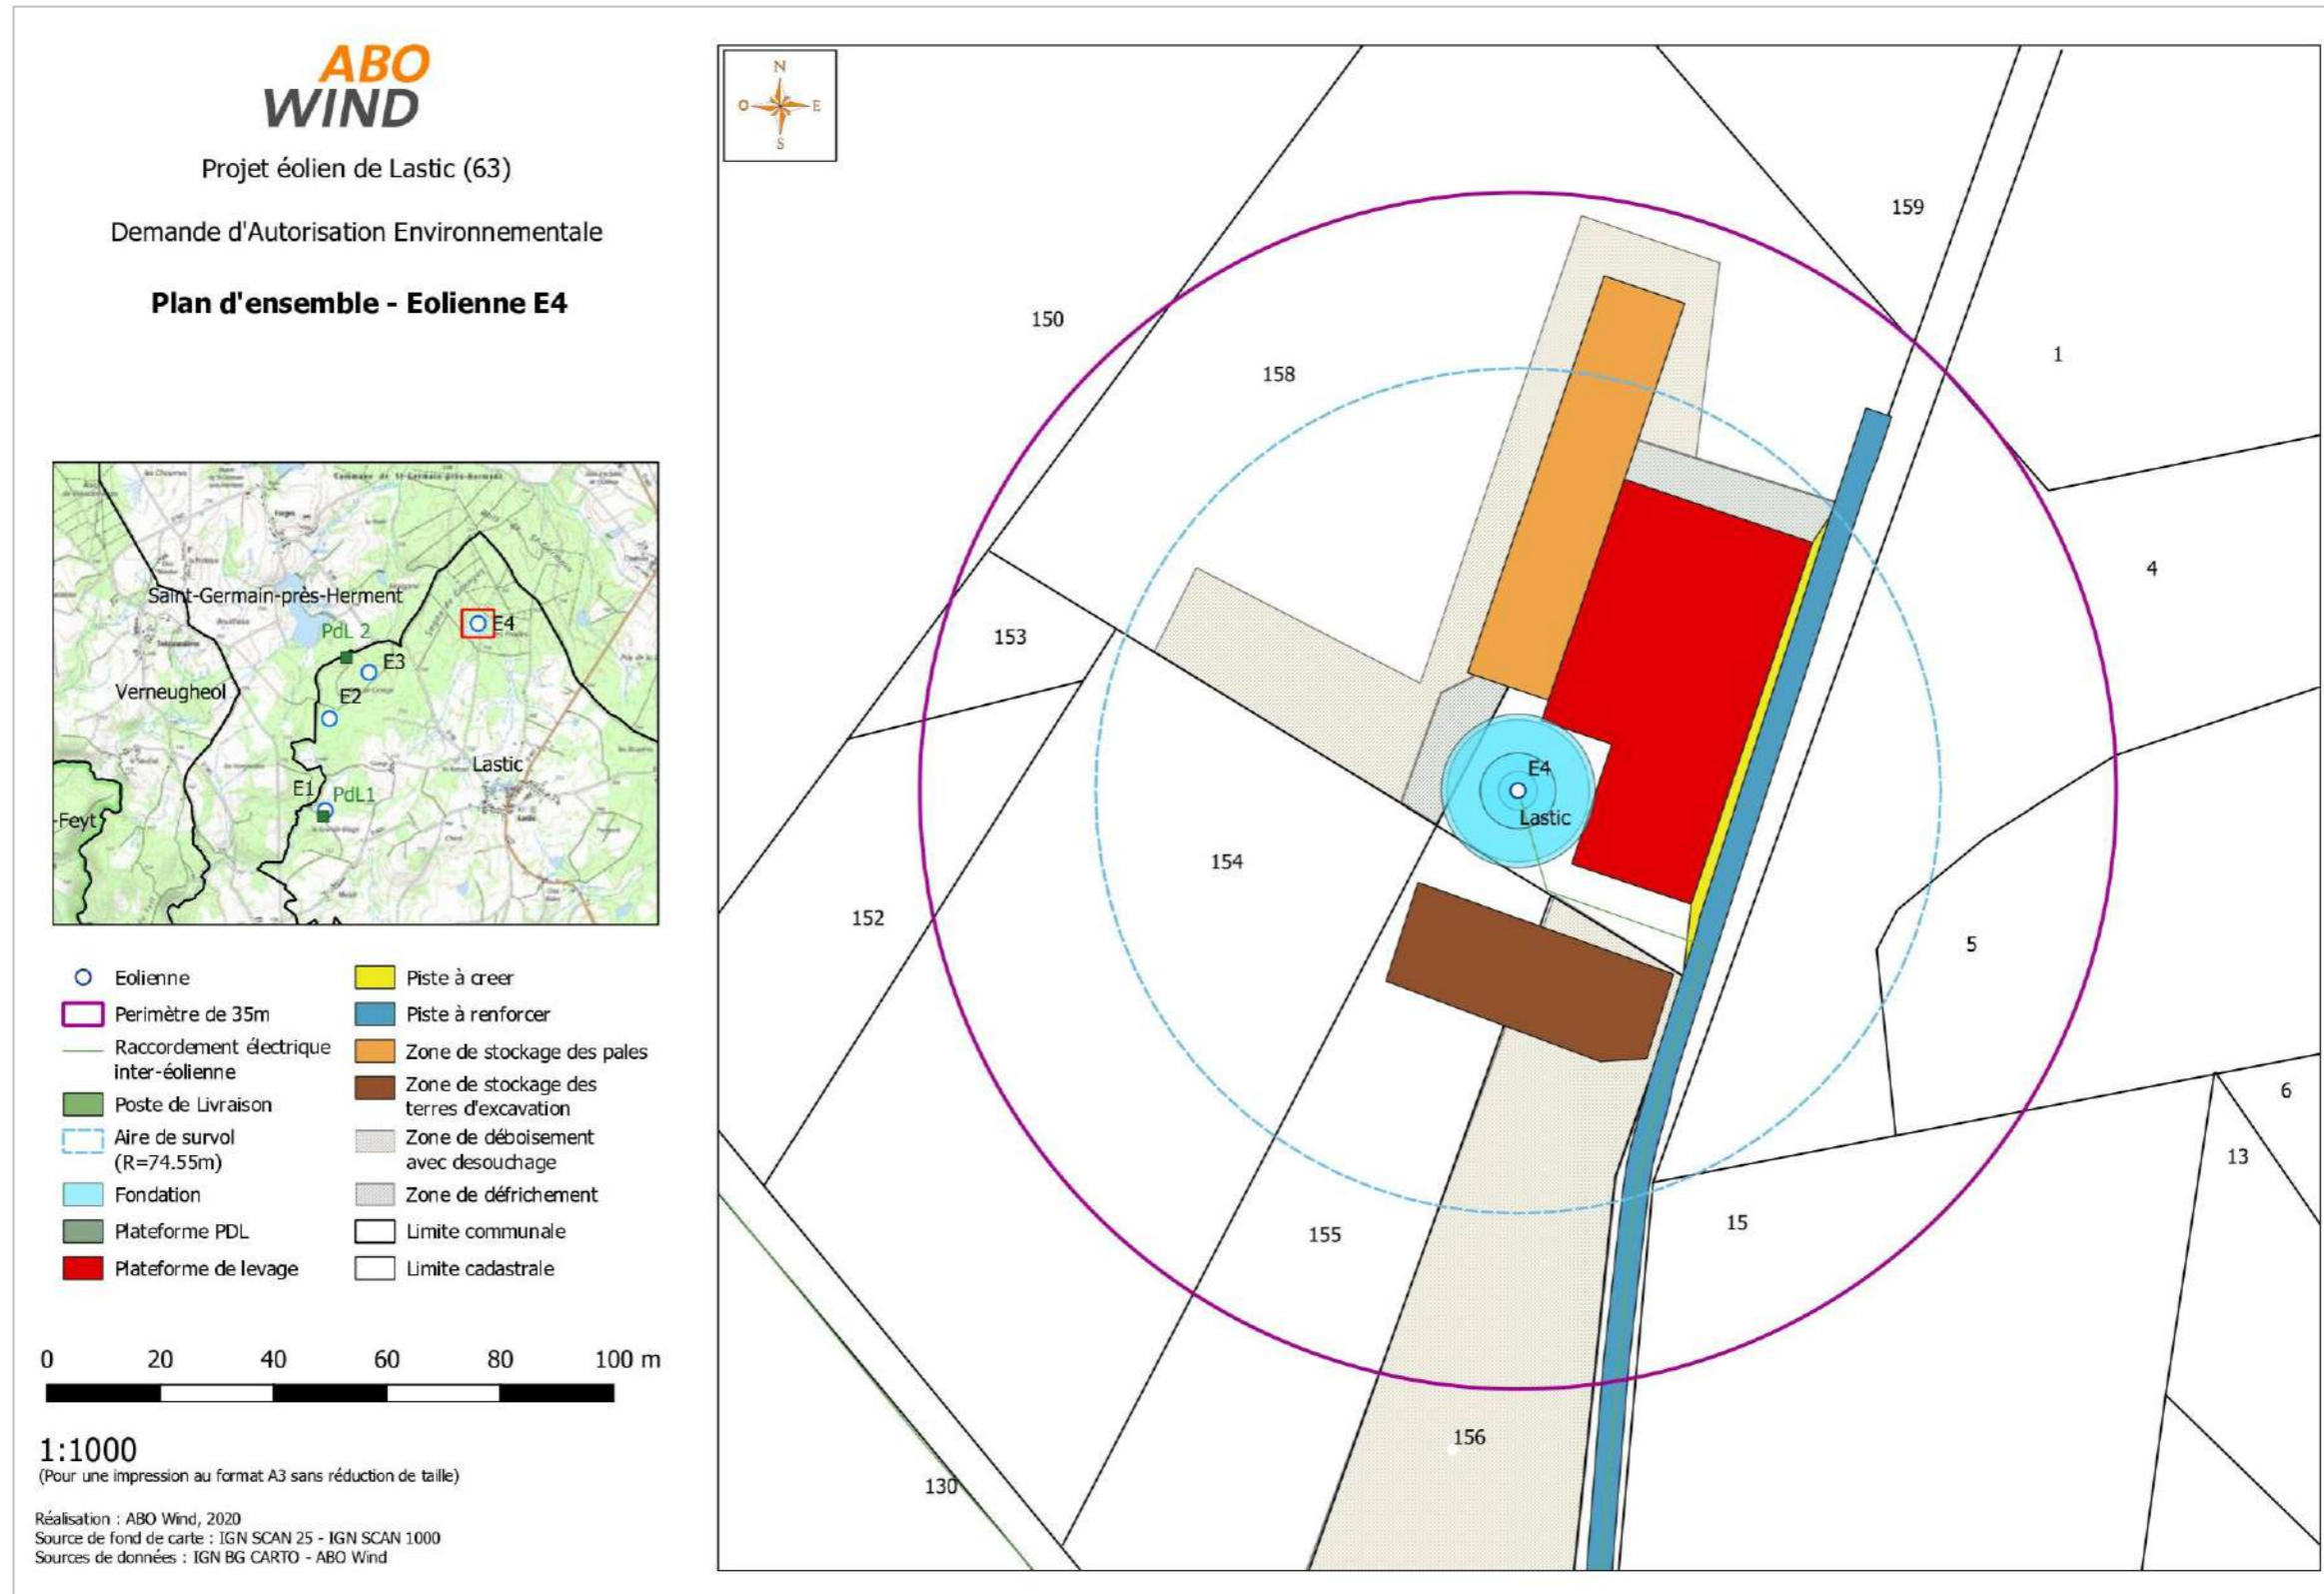 ABO
WIND
Projet éolien de Lastic (63)
Demande d'Autorisation Environnementale
Plan d'ensemble - Eolienne E4
Commune de St-Germain-près-Herment
Forges
Saint-Germain-près-Herment
PdL 2
E4
E3
Verneugheol
E2
Lastic
E1
PdL1
-Feyt
Eolienne
Perimètre de 35m
Raccordement électrique
inter-éolienne
Poste de Livraison
Aire de survol
(R=74.55m)
Fondation
Plateforme PDL
Plateforme de levage
Piste à creer
Piste à renforcer
Zone de stockage des pales
Zone de stockage des
terres d'excavation
Zone de déboisement
avec desouchage
Zone de défrichement
Limite communale
Limite cadastrale
0 20 40 60 80 100 m
1:1000
(Pour une impression au format A3 sans réduction de taille)
Réalisation : ABO Wind, 2020
Source de fond de carte : IGN SCAN 25 - IGN SCAN 1000
Sources de données : IGN BG CARTO - ABO Wind
N
O E
S
159
150
1
158
4
153
E4
Lastic
154
152
5
6
13
15
155
156
130